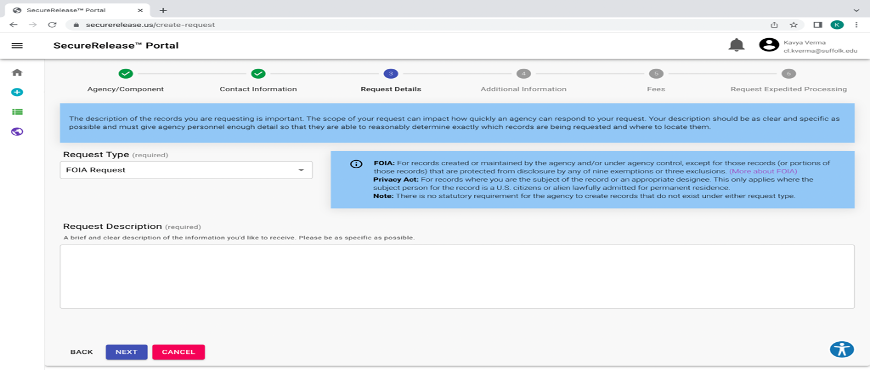 SecureRelease™ Portal
securerelease.us/create-request
K
SecureRelease™ Portal
Kavya Verma
cf.kverma@suffolk.edu
3
4
5
6
Agency/Component
Contact Information
Request Details
Additional Information
Fees
Request Expedited Processing
The description of the records you are requesting is important. The scope of your request can impact how quickly an agency can respond to your request. Your description should be as clear and specific as
possible and must give agency personnel enough detail so that they are able to reasonably determine exactly which records are being requested and where to locate them.
Request Type (required)
FOIA Request
FOIA: For records created or maintained by the agency and/or under agency control, except for those records (or portions of
those records) that are protected from disclosure by any of nine exemptions or three exclusions. (More about FOIA)
Privacy Act: For records where you are the subject of the record or an appropriate designee. This only applies where the
subject person for the record is a U.S. citizens or alien lawfully admitted for permanent residence.
Note: There is no statutory requirement for the agency to create records that do not exist under either request type.
Request Description (required)
A brief and clear description of the information you'd like to receive. Please be as specific as possible.
BACK
NEXT
CANCEL